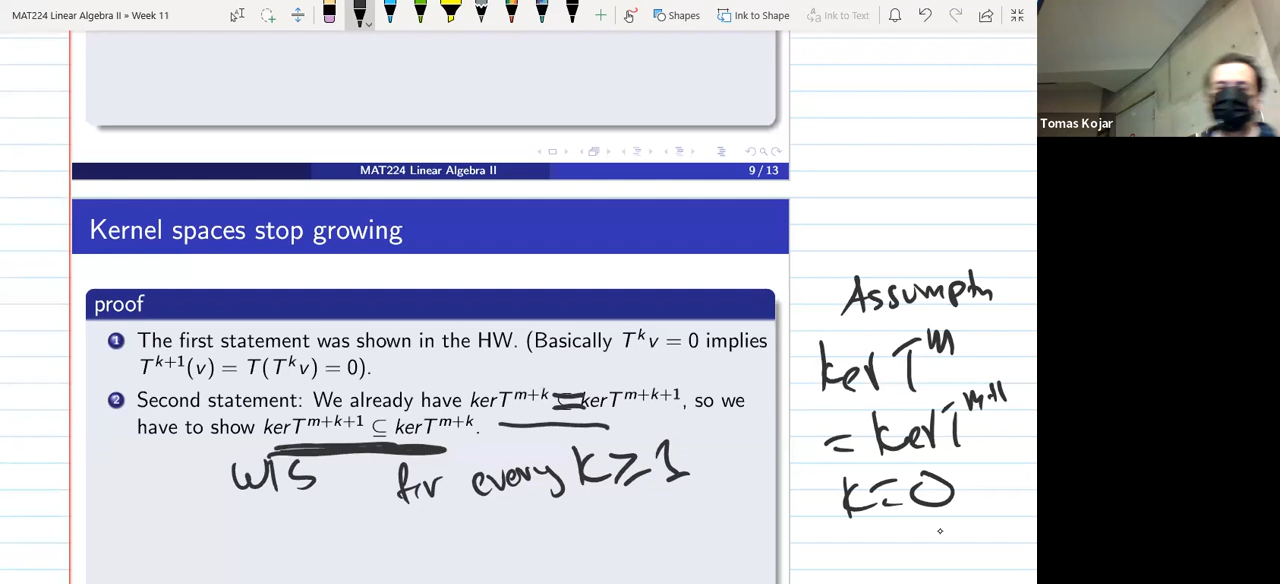 MAT224 Linear Algebra II » Week 11
Shapes
Ink to Shape
Ink to Text
Tomas Kojar
MAT224 Linear Algebra II
9 / 13
Kernel spaces stop growing
proof
1 The first statement was shown in the HW. (Basically T^k v = 0 implies
T^{k+1}(v) = T(T^k v) = 0).
2 Second statement: We already have kerT^{m+k} ⊆ kerT^{m+k+1}, so we
have to show kerT^{m+k+1} ⊆ kerT^{m+k}.
WTS for every k ≥ 1
Assumptn
ker T^m
= ker T^{m+1}
k = 0